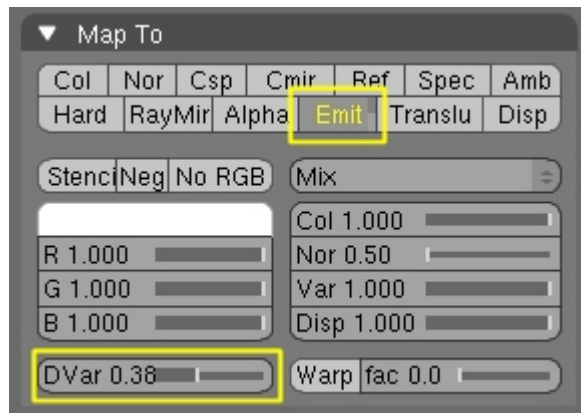 Map To
Col Nor Csp Cmir Ref Spec Amb
Hard RayMir Alpha Emit Translu Disp
Stenci Neg No RGB Mix
Col 1.000
R 1.000 Nor 0.50
G 1.000 Var 1.000
B 1.000 Disp 1.000
DVar 0.38 Warp fac 0.0